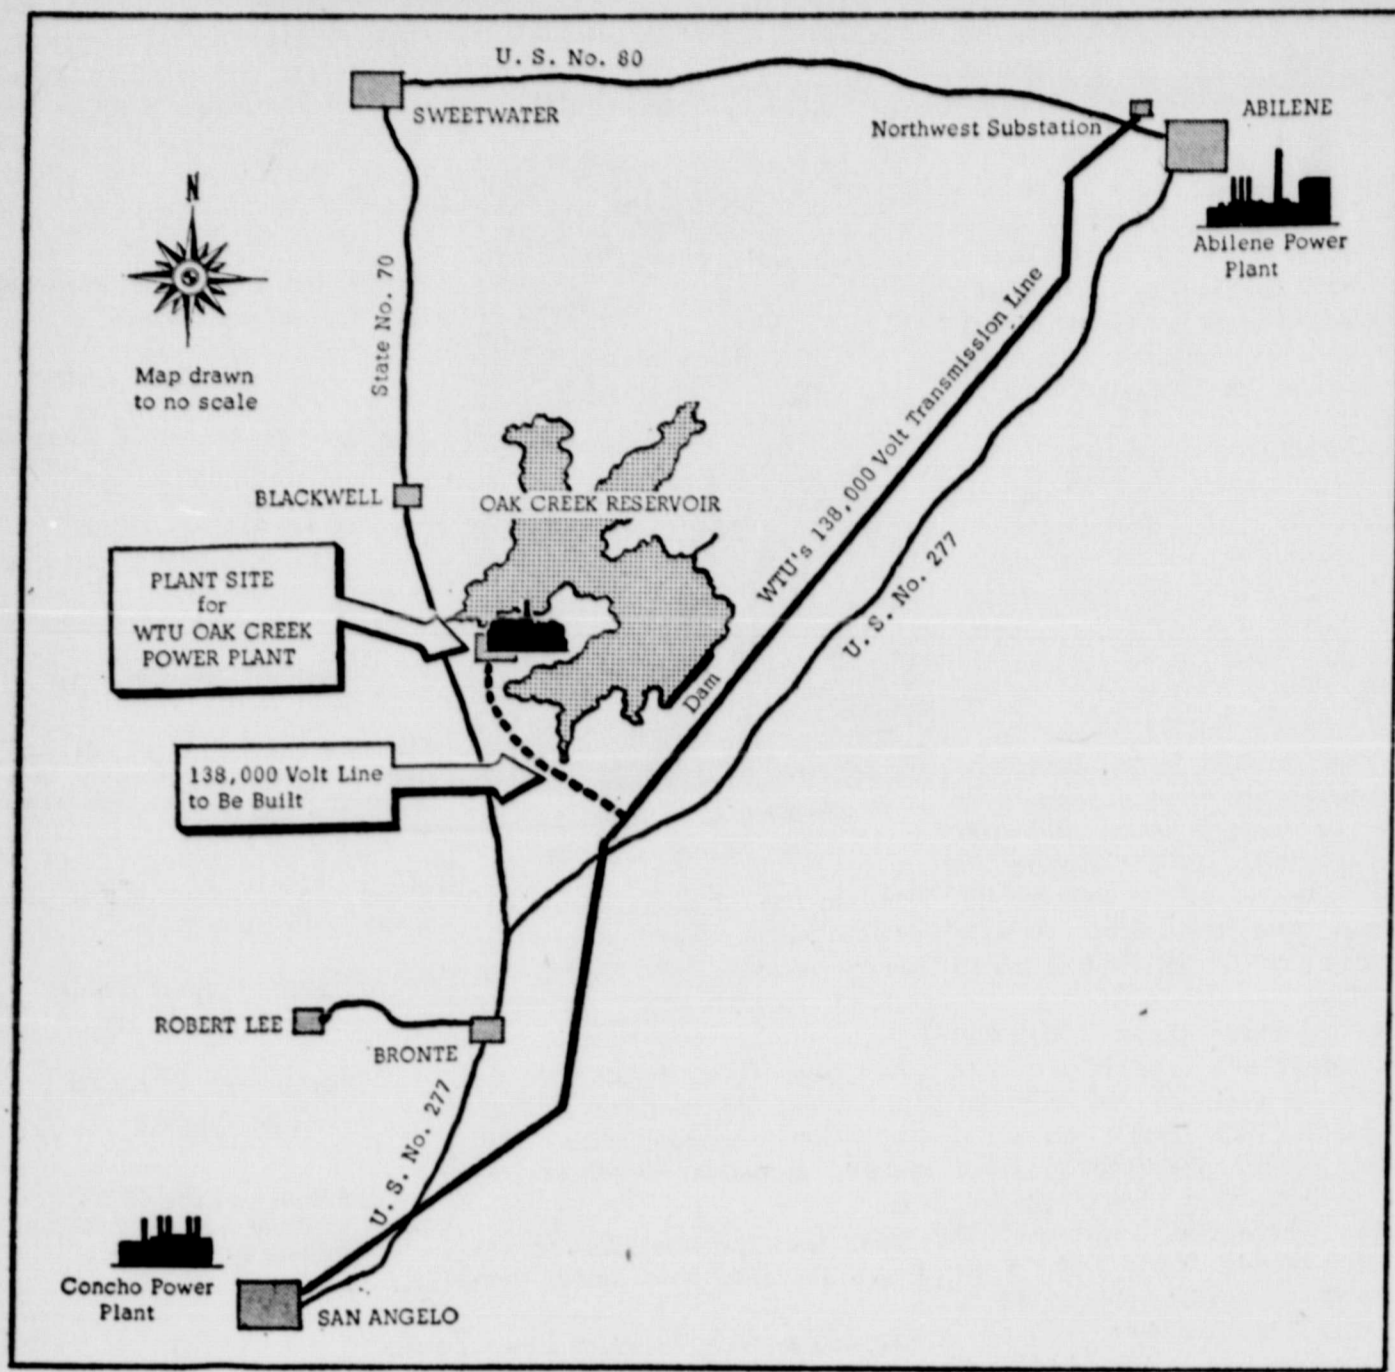 U. S. No. 80
SWEETWATER
ABILENE
Northwest Substation
N
Abilene Power
Plant
State No. 70
Map drawn
to no scale
WTU's 138,000 Volt Transmission Line
BLACKWELL
OAK CREEK RESERVOIR
U. S. No. 277
PLANT SITE
for
WTU OAK CREEK
POWER PLANT
Dam
138,000 Volt Line
to Be Built
ROBERT LEE
BRONTE
U. S. No. 277
Concho Power
Plant
SAN ANGELO